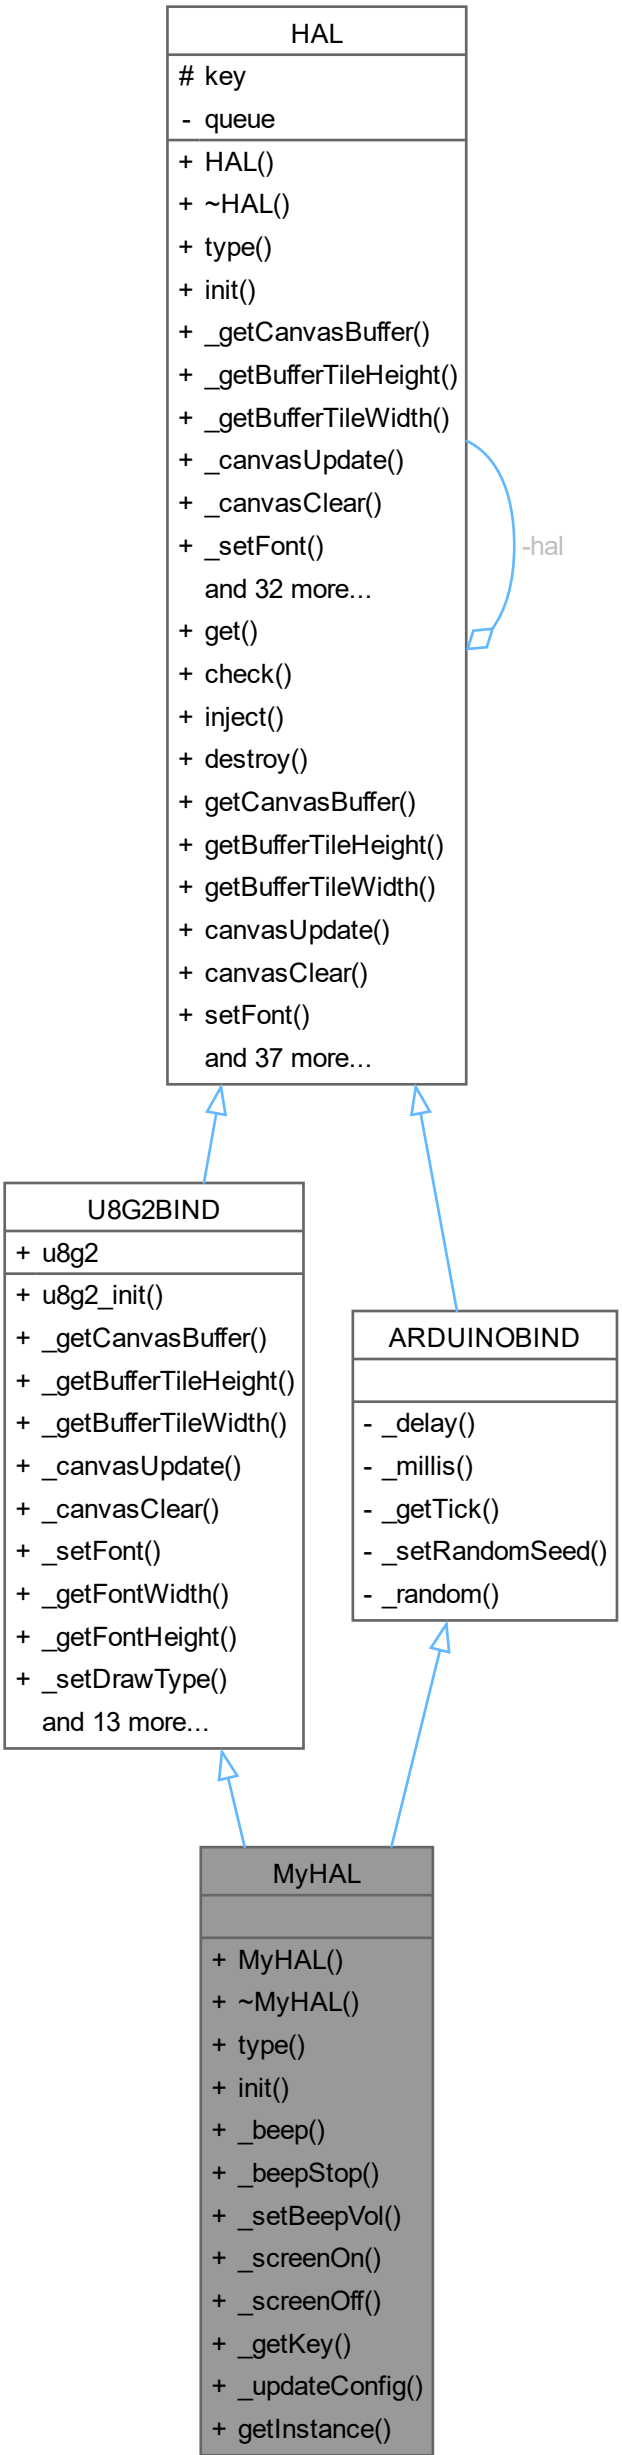 HAL
# key
- queue
+ HAL()
+ ~HAL()
+ type()
+ init()
+ _getCanvasBuffer()
+ _getBufferTileHeight()
+ _getBufferTileWidth()
+ _canvasUpdate()
+ _canvasClear()
+ _setFont()
and 32 more...
+ get()
+ check()
+ inject()
+ destroy()
+ getCanvasBuffer()
+ getBufferTileHeight()
+ getBufferTileWidth()
+ canvasUpdate()
+ canvasClear()
+ setFont()
and 37 more...
-hal
U8G2BIND
+ u8g2
+ u8g2_init()
+ _getCanvasBuffer()
+ _getBufferTileHeight()
+ _getBufferTileWidth()
+ _canvasUpdate()
+ _canvasClear()
+ _setFont()
+ _getFontWidth()
+ _getFontHeight()
+ _setDrawType()
and 13 more...
ARDUINOBIND
- _delay()
- _millis()
- _getTick()
- _setRandomSeed()
- _random()
MyHAL
+ MyHAL()
+ ~MyHAL()
+ type()
+ init()
+ _beep()
+ _beepStop()
+ _setBeepVol()
+ _screenOn()
+ _screenOff()
+ _getKey()
+ _updateConfig()
+ getInstance()